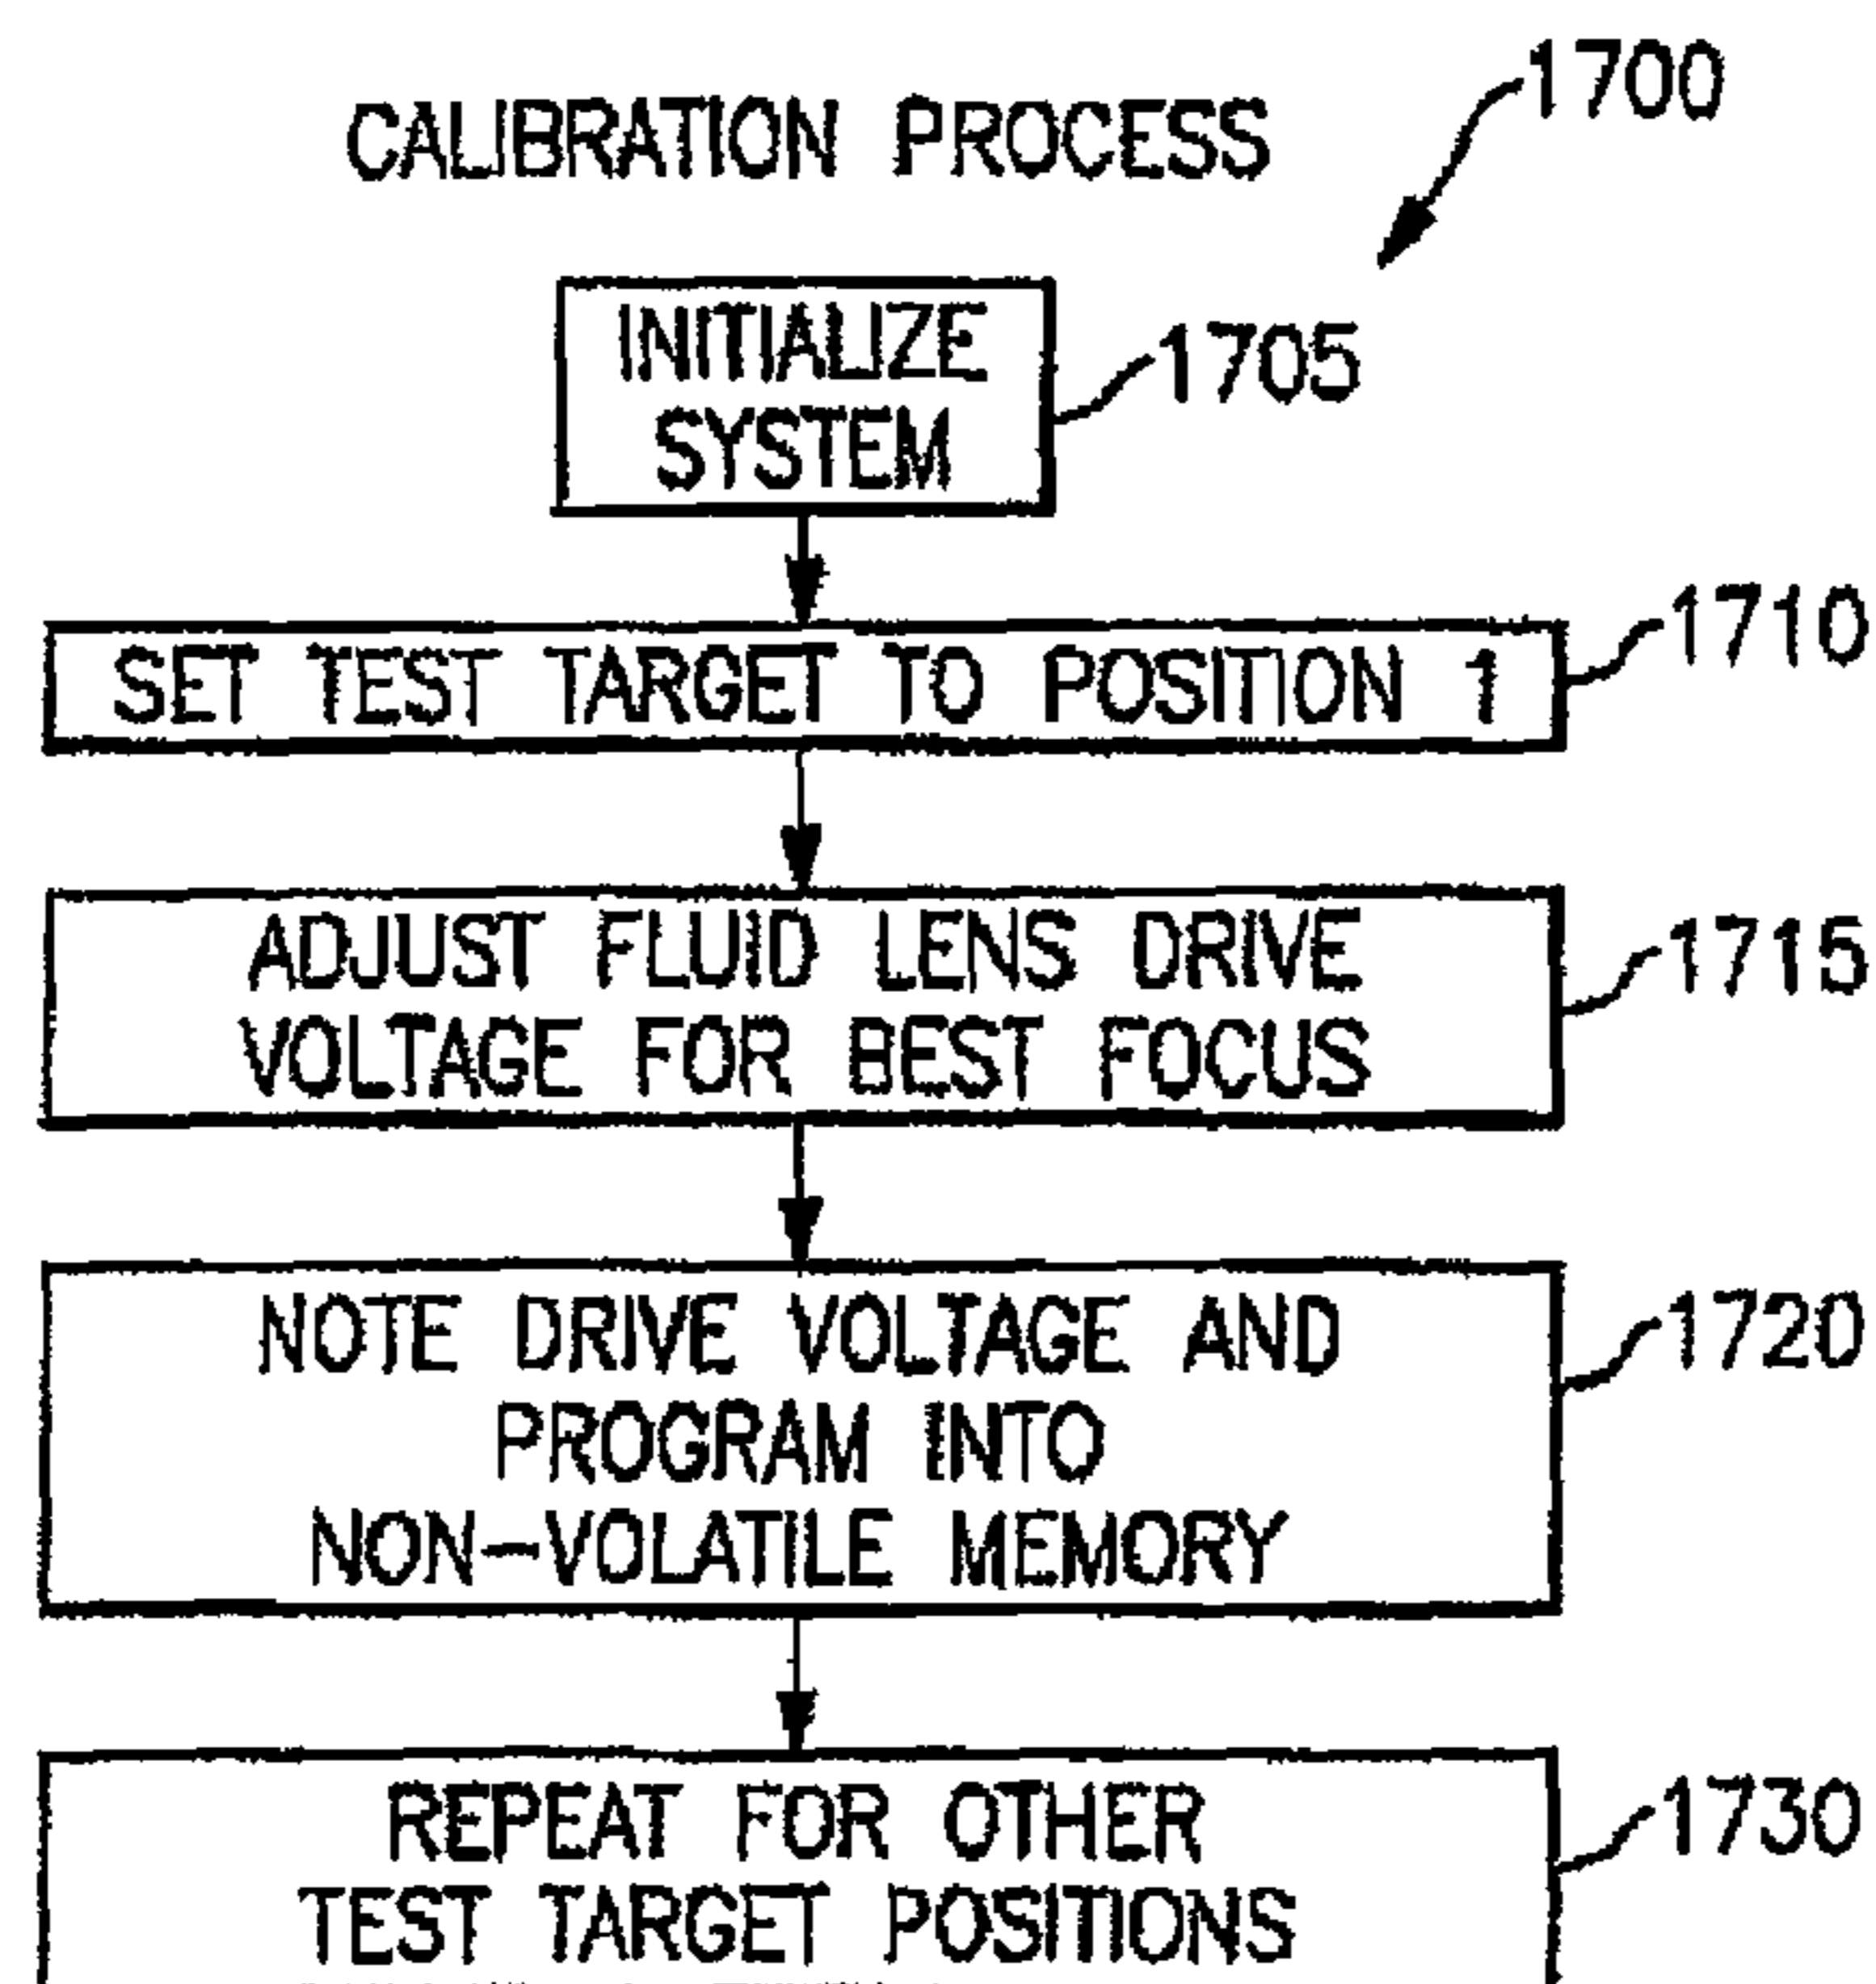 1700
CALIBRATION PROCESS
INITIALIZE
SYSTEM
1705
SET TEST TARGET TO POSITION 1
1710
ADJUST FLUID LENS DRIVE
VOLTAGE FOR BEST FOCUS
1715
NOTE DRIVE VOLTAGE AND
PROGRAM INTO
NON-VOLATILE MEMORY
1720
REPEAT FOR OTHER
TEST TARGET POSITIONS
1730